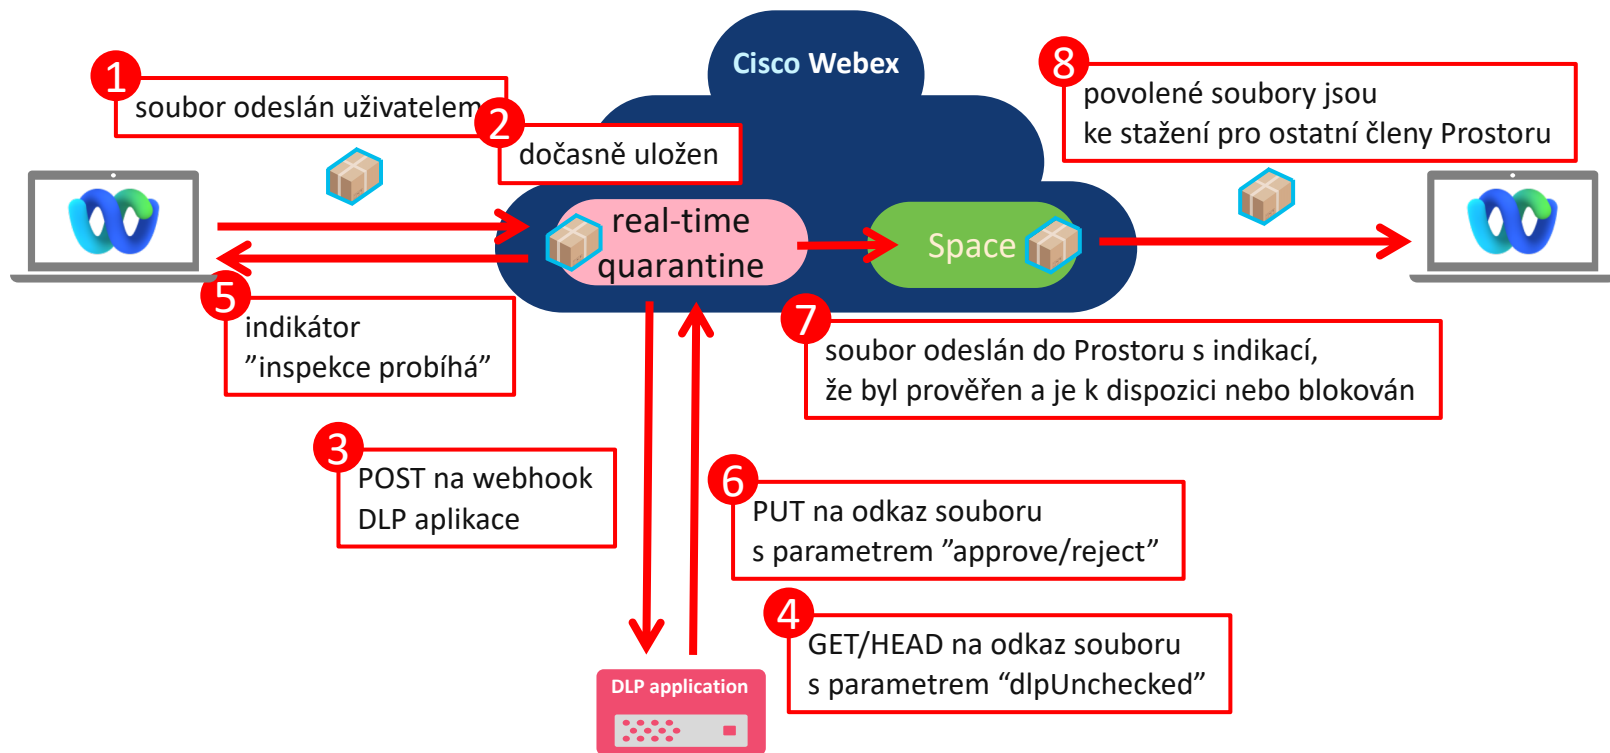 Cisco Webex
1
soubor odeslán uživatelem
2
dočasně uložen
real-time
quarantine
Space
8
povolené soubory jsou
ke stažení pro ostatní členy Prostoru
5
indikátor
”inspekce probíhá”
7
soubor odeslán do Prostoru s indikací,
že byl prověřen a je k dispozici nebo blokován
3
POST na webhook
DLP aplikace
6
PUT na odkaz souboru
s parametrem ”approve/reject”
4
GET/HEAD na odkaz souboru
s parametrem “dlpUnchecked”
DLP application